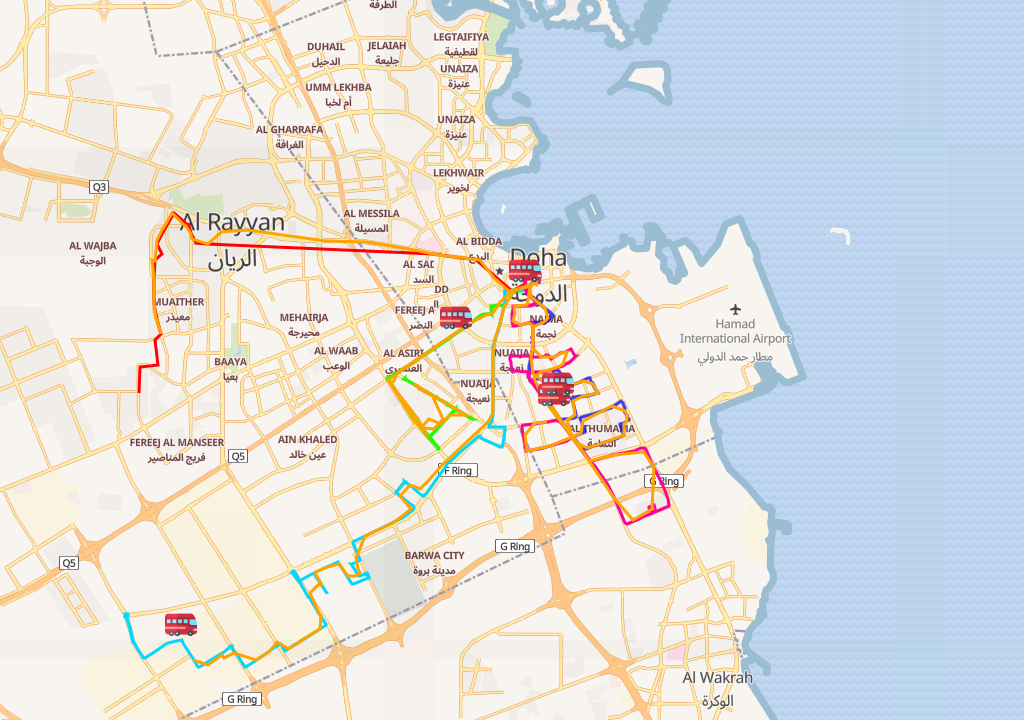 الطرفة
LEGTAIFIYA
لقطيفية
DUHAIL
الدحيل
JELAIAH
جليعة
UNAIZA
عنيزة
UMM LEKHBA
أم لخبا
UNAIZA
عنيزة
AL GHARRAFA
الغرافة
LEKHWAIR
لخوير
Q3
AL MESSILA
المسيلة
Al Rayyan
الريان
AL WAJBA
الوجبة
AL BIDDA
البدع
Doha
الدوحة
AL SAD
السد
DD
ال
FEREEJ A
النصر
MUAITHER
معيذر
MEHAIRJA
محيرجة
NAJMA
نجمة
Hamad
International Airport
مطار حمد الدولي
AL WAAB
الوعب
AL ASIRI
العسيري
NUAIJA
نعيجة
BAAYA
بعيا
NUAIJA
نعيجة
AL THUMAMA
الثمامة
FEREEJ AL MANSEER
فريج المناصير
AIN KHALED
عين خالد
Q5
F Ring
G Ring
G Ring
Q5
BARWA CITY
مدينة بروة
G Ring
Al Wakrah
الوكرة